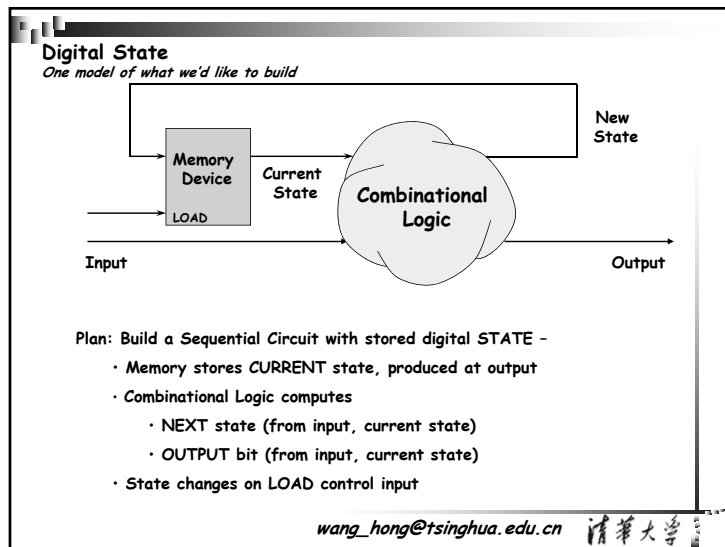 Digital State
One model of what we'd like to build
New
State
Memory
Device
Current
State
Combinational
Logic
LOAD
Input
Output
Plan: Build a Sequential Circuit with stored digital STATE –
· Memory stores CURRENT state, produced at output
· Combinational Logic computes
· NEXT state (from input, current state)
· OUTPUT bit (from input, current state)
· State changes on LOAD control input
wang_hong@tsinghua.edu.cn
清華大学